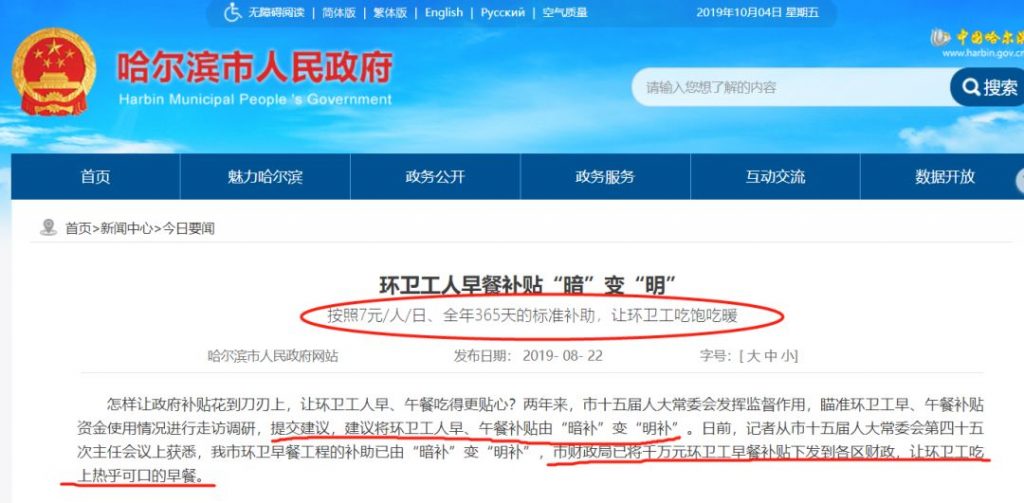 无障碍阅读 | 简体版 | 繁体版 | English | Русский | 空气质量
2019年10月04日 星期五
哈尔滨市人民政府
Harbin Municipal People 's Government
中国哈尔滨
www.harbin.gov.cn
请输入您想了解的内容
搜索
首页 魅力哈尔滨 政务公开 政务服务 互动交流 数据开放
首页>新闻中心>今日要闻
环卫工人早餐补贴“暗”变“明”
按照7元/人/日、全年365天的标准补助，让环卫工吃饱吃暖
哈尔滨市人民政府网站 发布日期： 2019- 08- 22 字号：[ 大 中 小]
怎样让政府补贴花到刀刃上，让环卫工人早、午餐吃得更贴心？两年来，市十五届人大常委会发挥监督作用，瞄准环卫工早、午餐补贴
资金使用情况进行走访调研，提交建议，建议将环卫工人早、午餐补贴由“暗补”变“明补”。日前，记者从市十五届人大常委会第四十五
次主任会议上获悉，我市环卫早餐工程的补助已由“暗补”变“明补”，市财政局已将千万元环卫工早餐补贴下发到各区财政，让环卫工吃
上热乎可口的早餐。